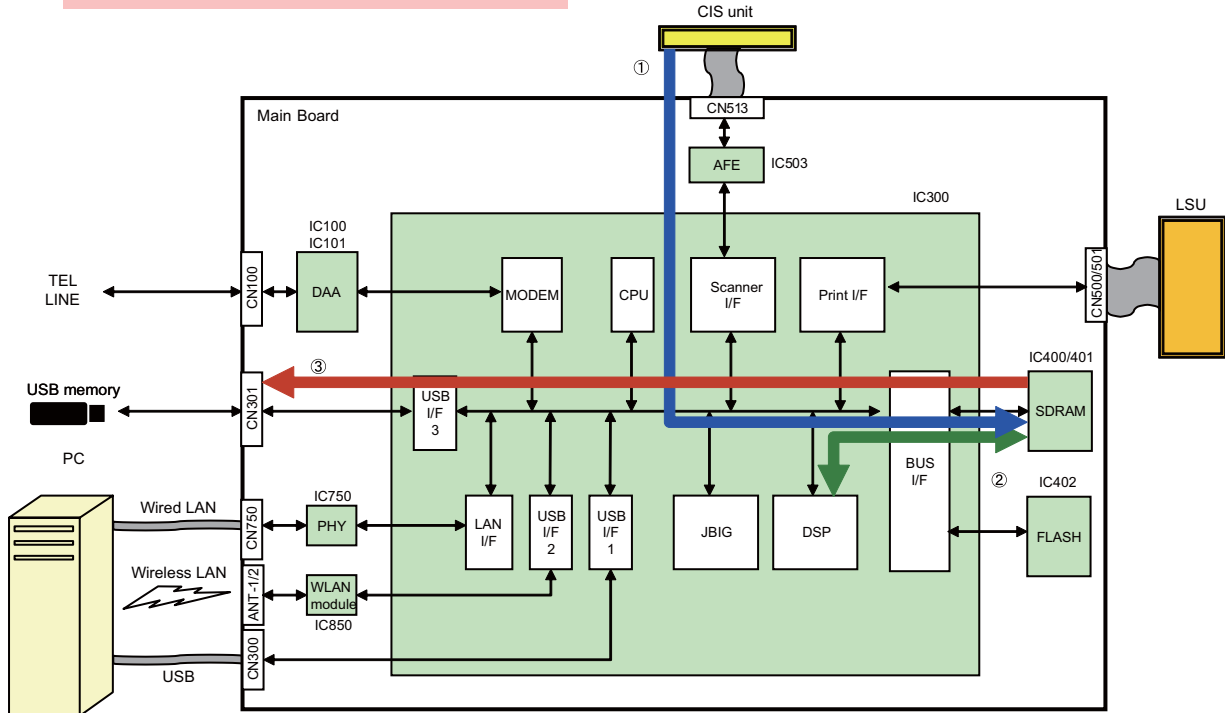 CIS unit
①
CN513
Main Board
AFE
IC503
IC300
LSU
IC100
IC101
TEL
LINE
CN100
DAA
MODEM
CPU
Scanner
I/F
Print I/F
CN500/501
IC400/401
③
USB memory
CN301
USB
I/F
3
SDRAM
PC
BUS
I/F
②
IC402
Wired LAN
CN750
IC750
PHY
LAN
I/F
USB
I/F
2
USB
I/F
1
JBIG
DSP
FLASH
Wireless LAN
ANT-1/2
WLAN
module
IC850
CN300
USB